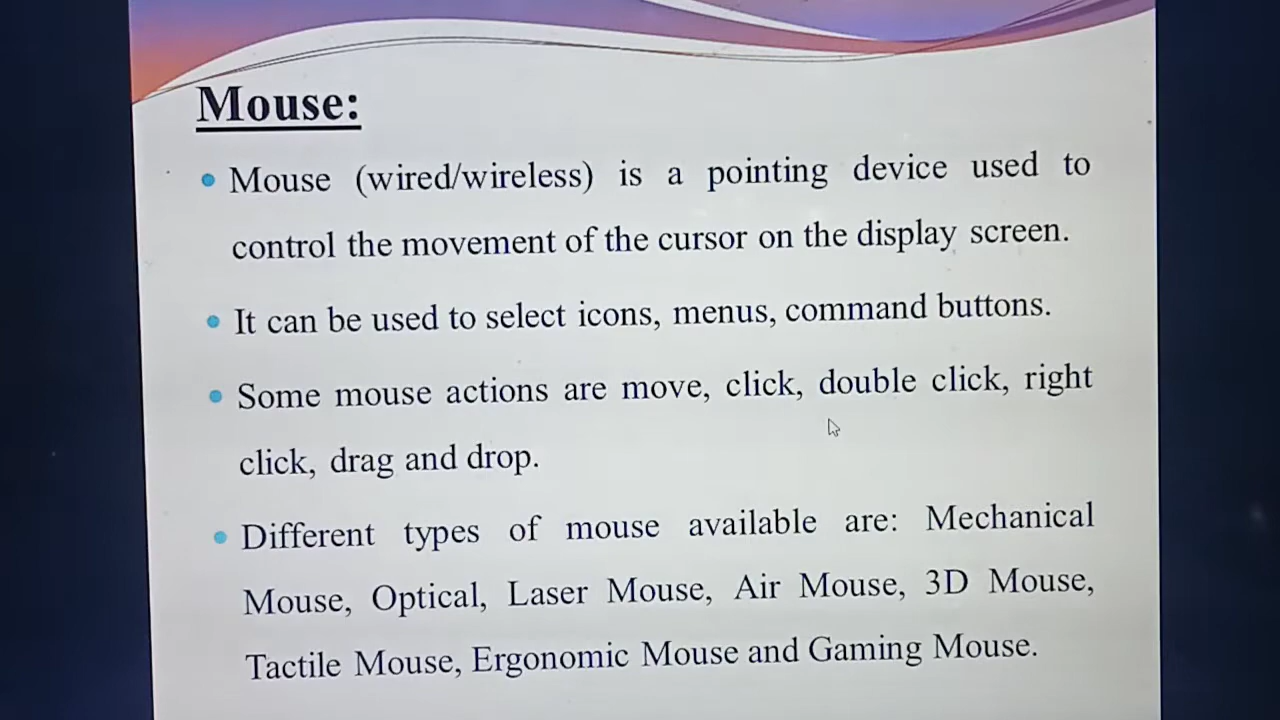 Mouse:
• Mouse (wired/wireless) is a pointing device used to
control the movement of the cursor on the display screen.
• It can be used to select icons, menus, command buttons.
• Some mouse actions are move, click, double click, right
click, drag and drop.
• Different types of mouse available are: Mechanical
Mouse, Optical, Laser Mouse, Air Mouse, 3D Mouse,
Tactile Mouse, Ergonomic Mouse and Gaming Mouse.